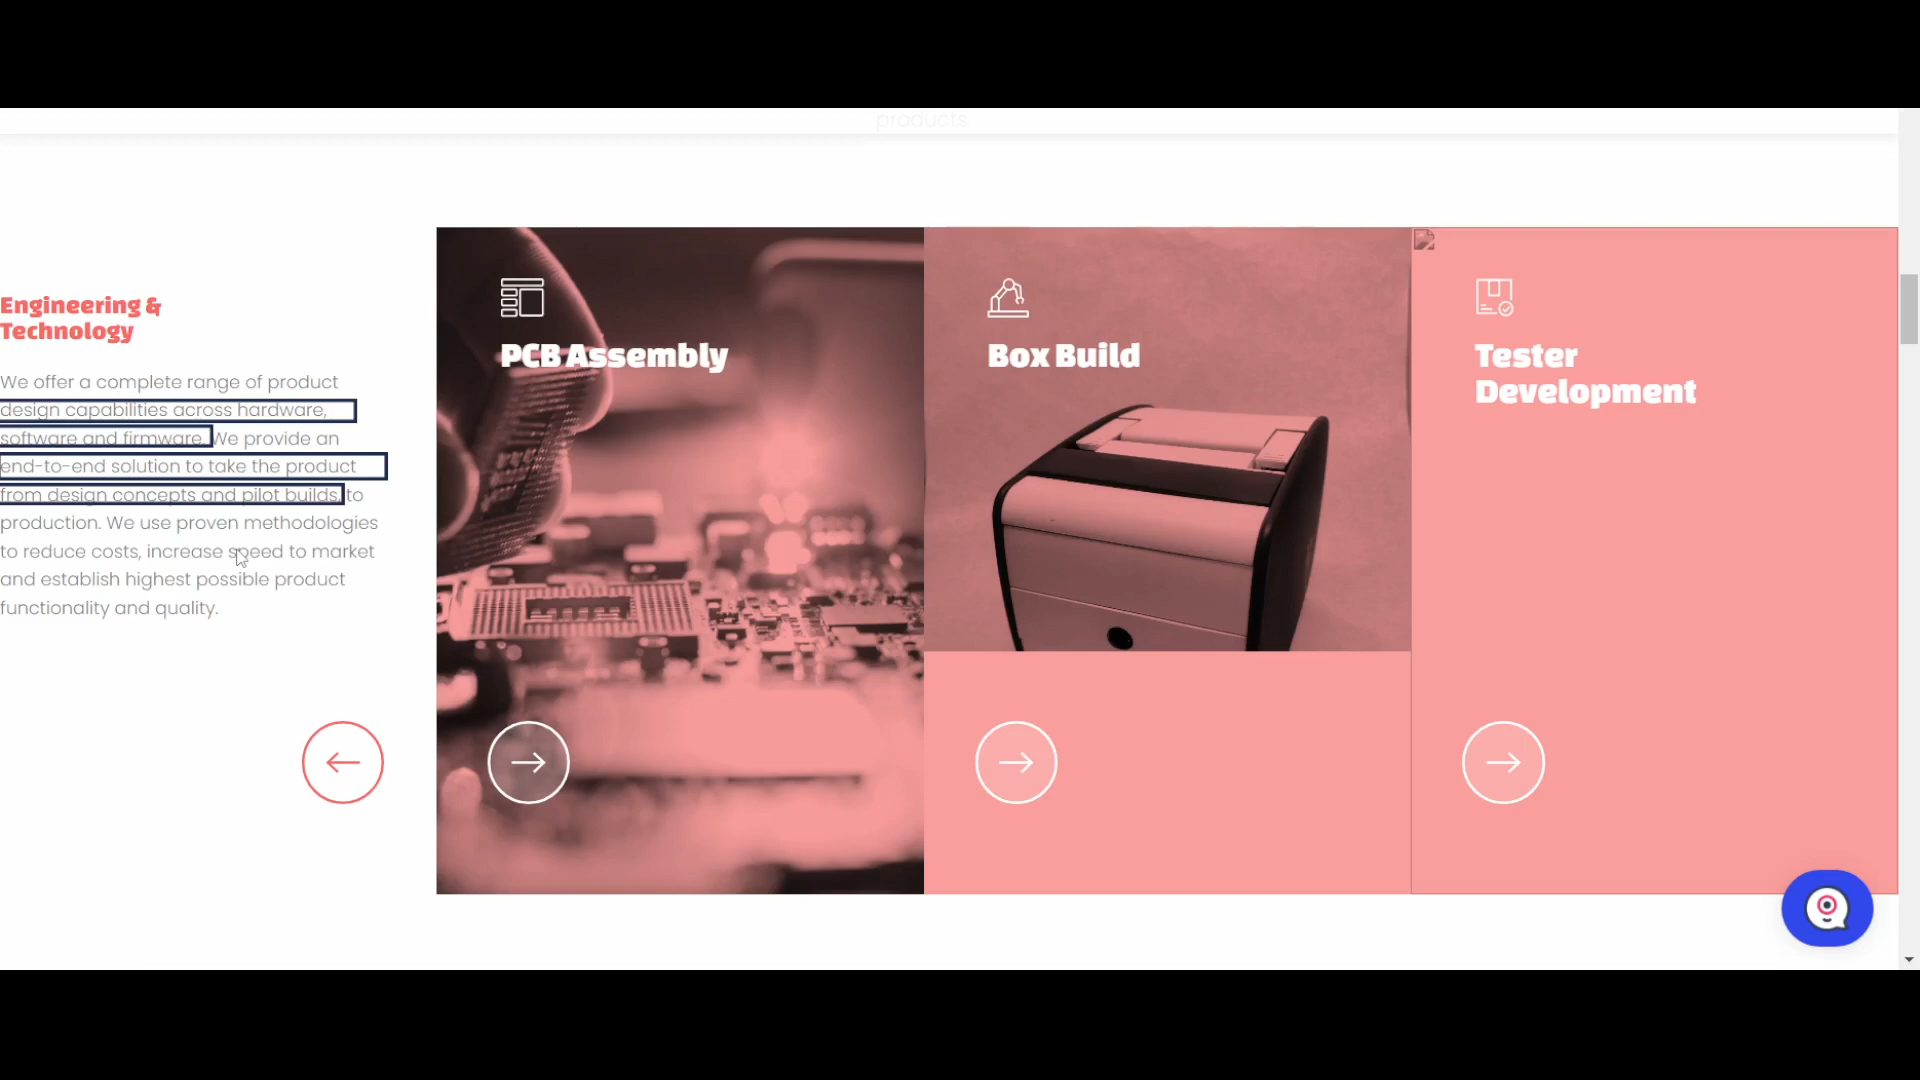 products
Engineering &
Technology
We offer a complete range of product
design capabilities across hardware,
software and firmware. We provide an
end-to-end solution to take the product
from design concepts and pilot builds, to
production. We use proven methodologies
to reduce costs, increase speed to market
and establish highest possible product
functionality and quality.
PCB Assembly
Box Build
Tester
Development